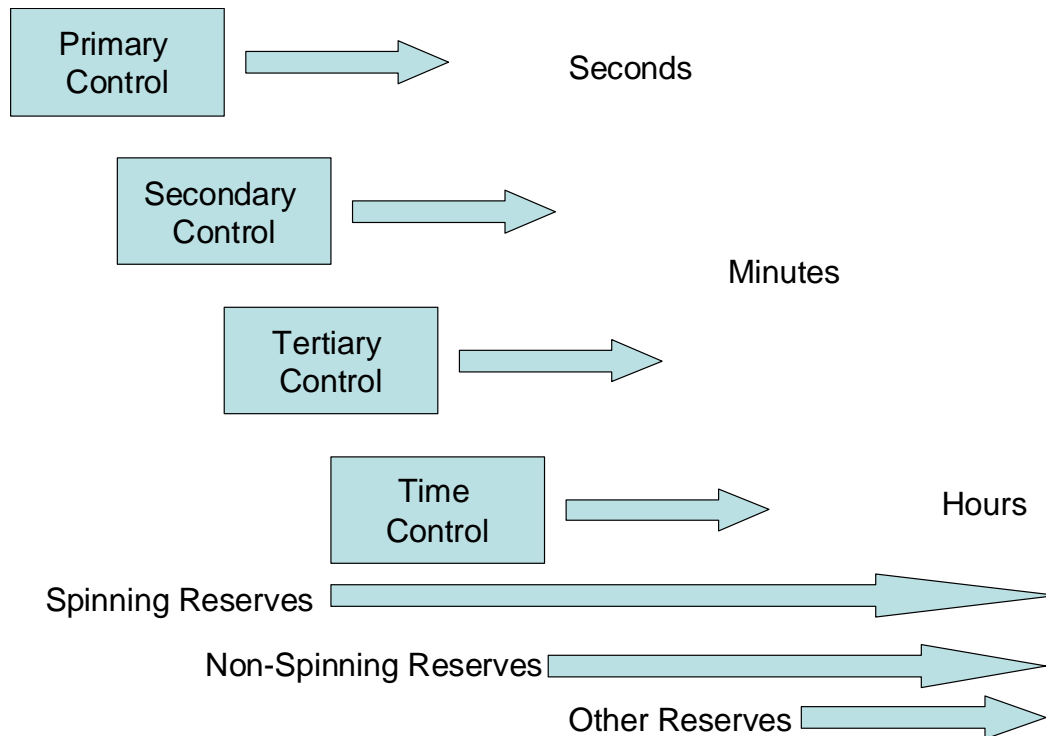 Primary
Control
Seconds
Secondary
Control
Minutes
Tertiary
Control
Time
Control
Hours
Spinning Reserves
Non-Spinning Reserves
Other Reserves